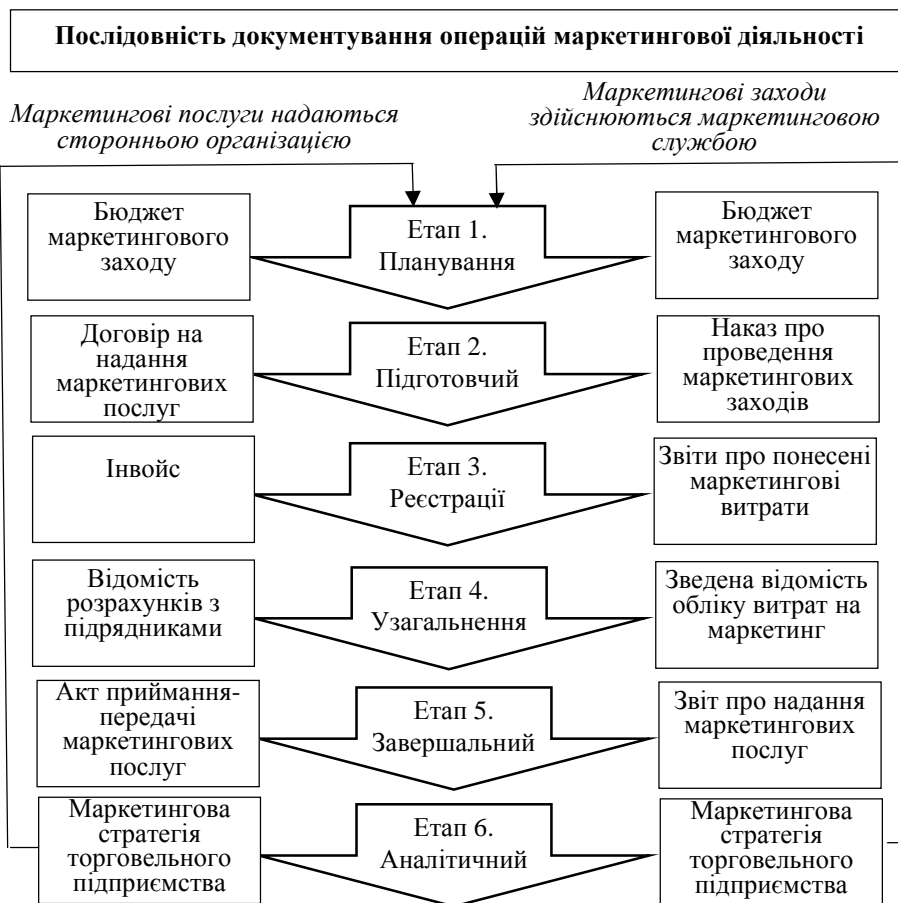 Послідовність документування операцій маркетингової діяльності
Маркетингові послуги надаються
сторонньою організацією
Маркетингові заходи
здійснюються маркетинговою
службою
Бюджет
маркетингового
заходу
Етап 1.
Планування
Бюджет
маркетингового
заходу
Договір на
надання
маркетингових
послуг
Етап 2.
Підготовчий
Наказ про
проведення
маркетингових
заходів
Інвойс
Етап 3.
Реєстрації
Звіти про понесені
маркетингові
витрати
Відомість
розрахунків з
підрядниками
Етап 4.
Узагальнення
Зведена відомість
обліку витрат на
маркетинг
Акт приймання-
передачі
маркетингових
послуг
Етап 5.
Завершальний
Звіт про надання
маркетингових
послуг
Маркетингова
стратегія
торговельного
підприємства
Етап 6.
Аналітичний
Маркетингова
стратегія
торговельного
підприємства